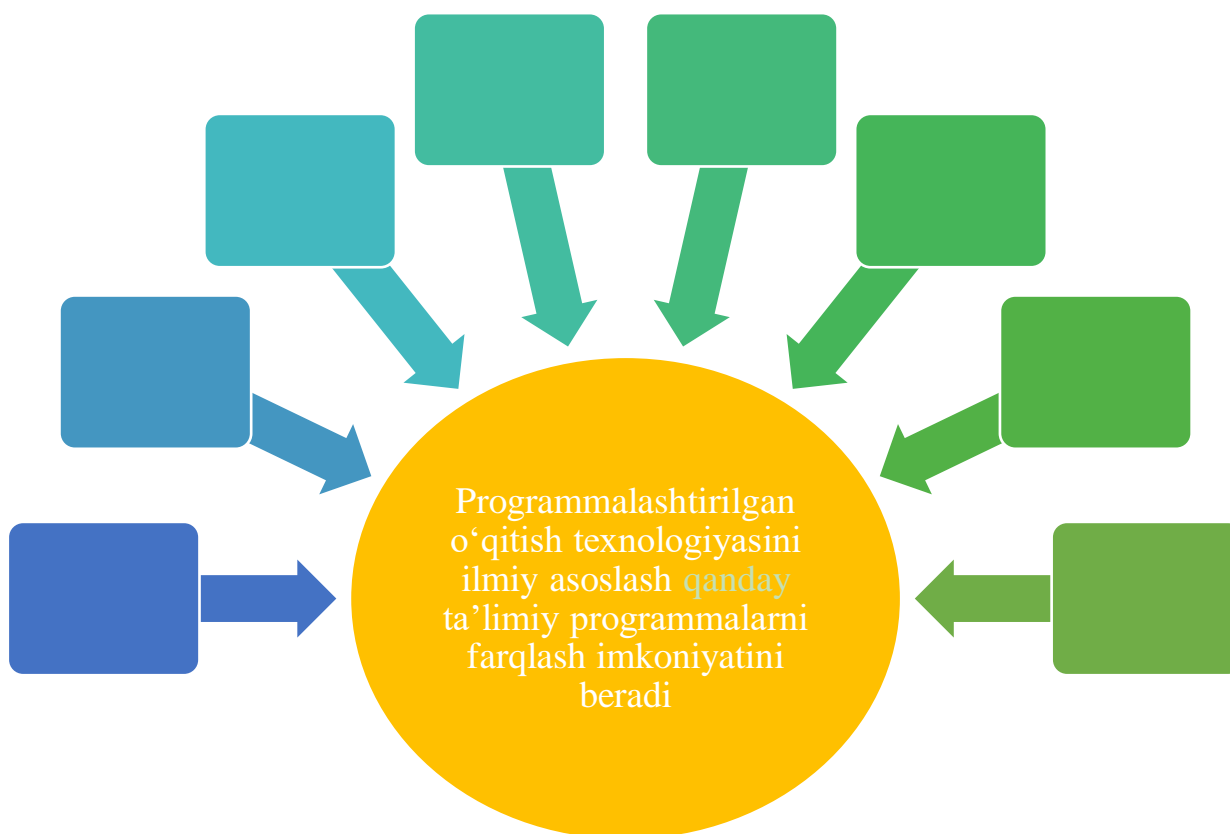 Programmalashtirilgan
o‘qitish texnologiyasini
ilmiy asoslash qanday
ta’limiy programmalarni
farqlash imkoniyatini
beradi